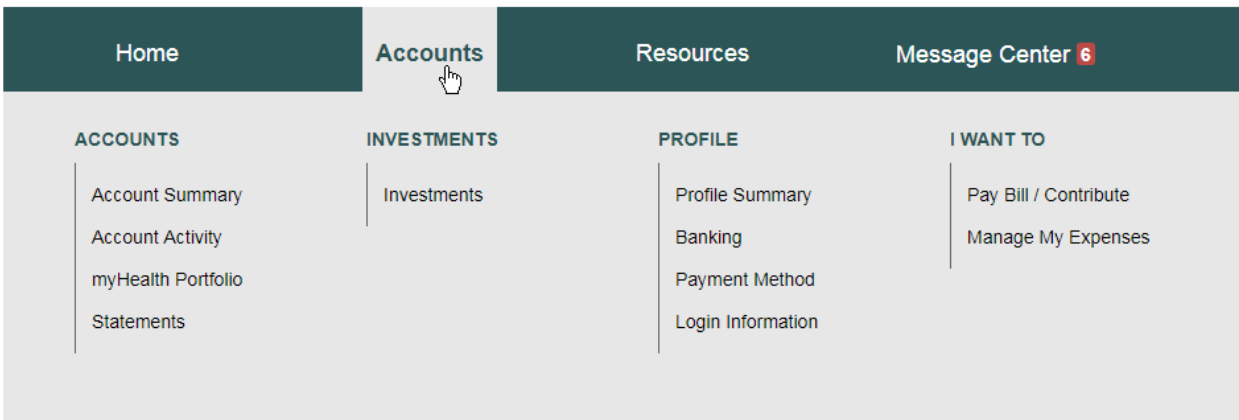 Home
Accounts
Resources
Message Center 6
ACCOUNTS
Account Summary
Account Activity
myHealth Portfolio
Statements
INVESTMENTS
Investments
PROFILE
Profile Summary
Banking
Payment Method
Login Information
I WANT TO
Pay Bill / Contribute
Manage My Expenses